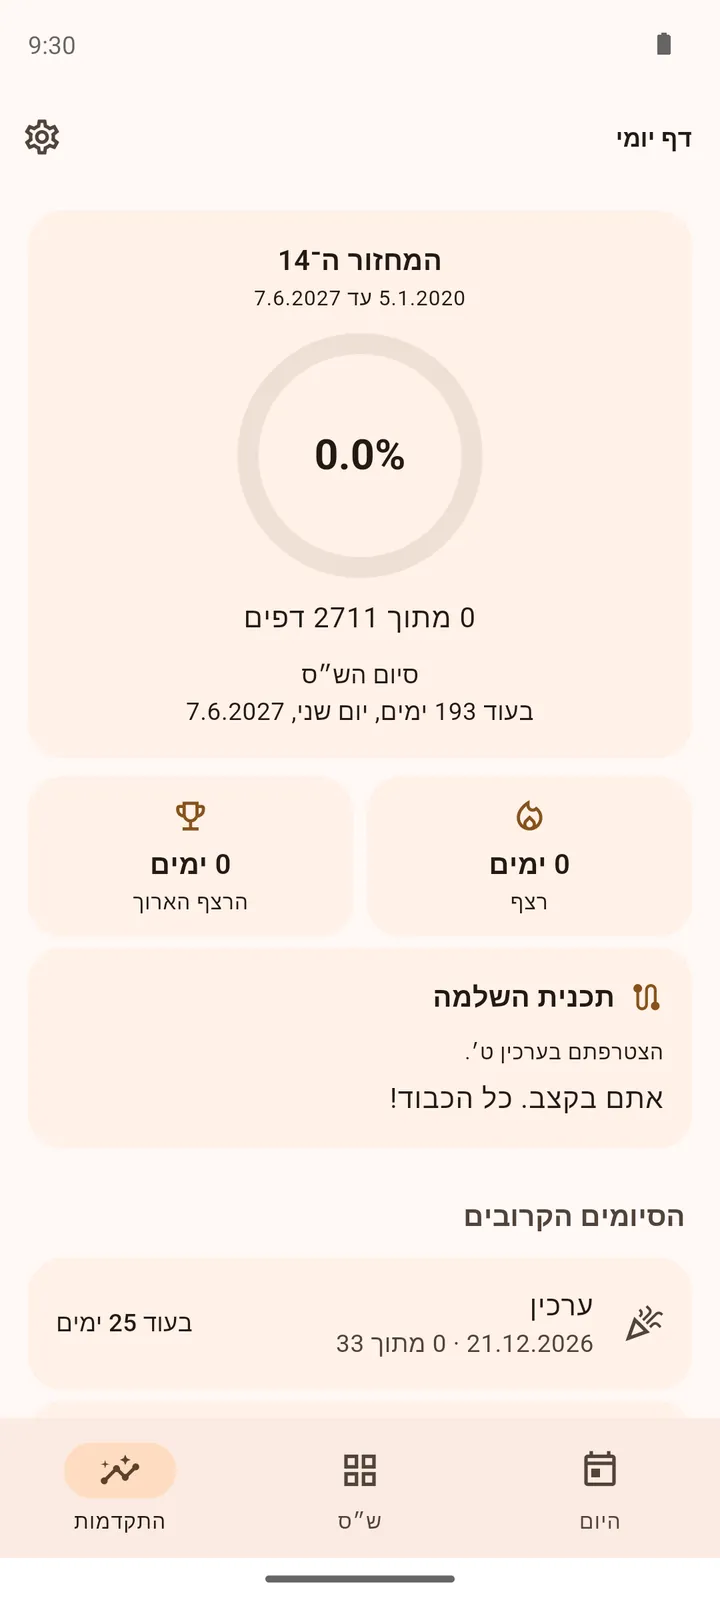 9:30
דף יומי
המחזור ה־14
5.1.2020 עד 7.6.2027
0.0%
0 מתוך 2711 דפים
סיום הש״ס
בעוד 193 ימים, יום שני, 7.6.2027
0 ימים
רצף
0 ימים
הרצף הארוך
תכנית השלמה
הצטרפתם בערכין ט׳.
אתם בקצב. כל הכבוד!
הסיומים הקרובים
ערכין
21.12.2026 · 0 מתוך 33
בעוד 25 ימים
היום
ש״ס
התקדמות